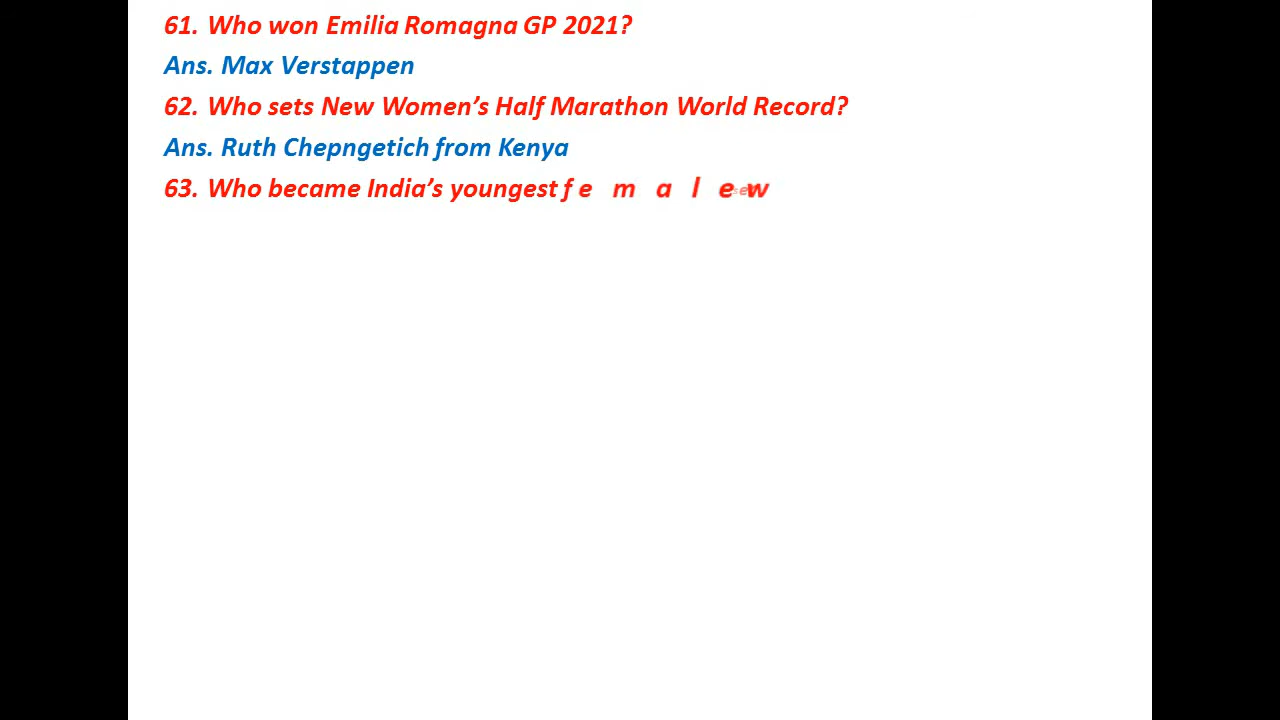 61. Who won Emilia Romagna GP 2021?
Ans. Max Verstappen
62. Who sets New Women’s Half Marathon World Record?
Ans. Ruth Chepngetich from Kenya
63. Who became India’s youngest female w